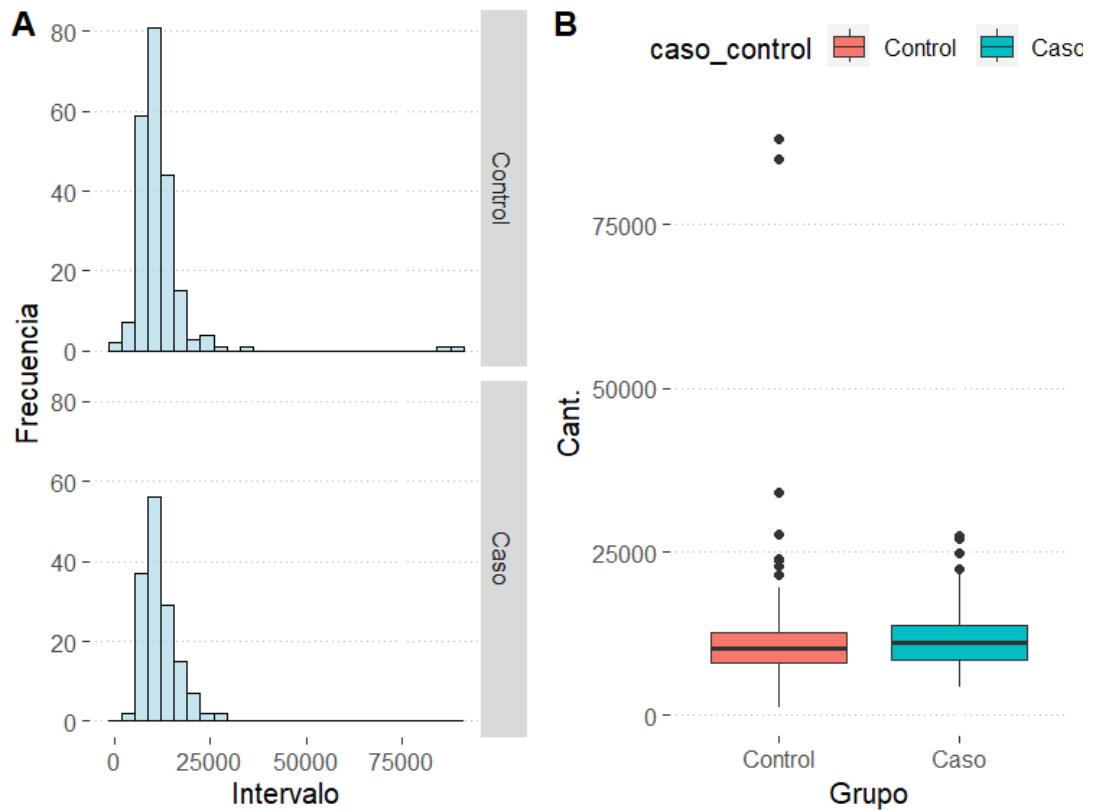 A
80
60
40
20
0
Control
80
60
40
20
0
Caso
Frecuencia
0 25000 50000 75000
Intervalo
B
caso_control Control Caso
75000
50000
25000
0
Cant.
Control Caso
Grupo